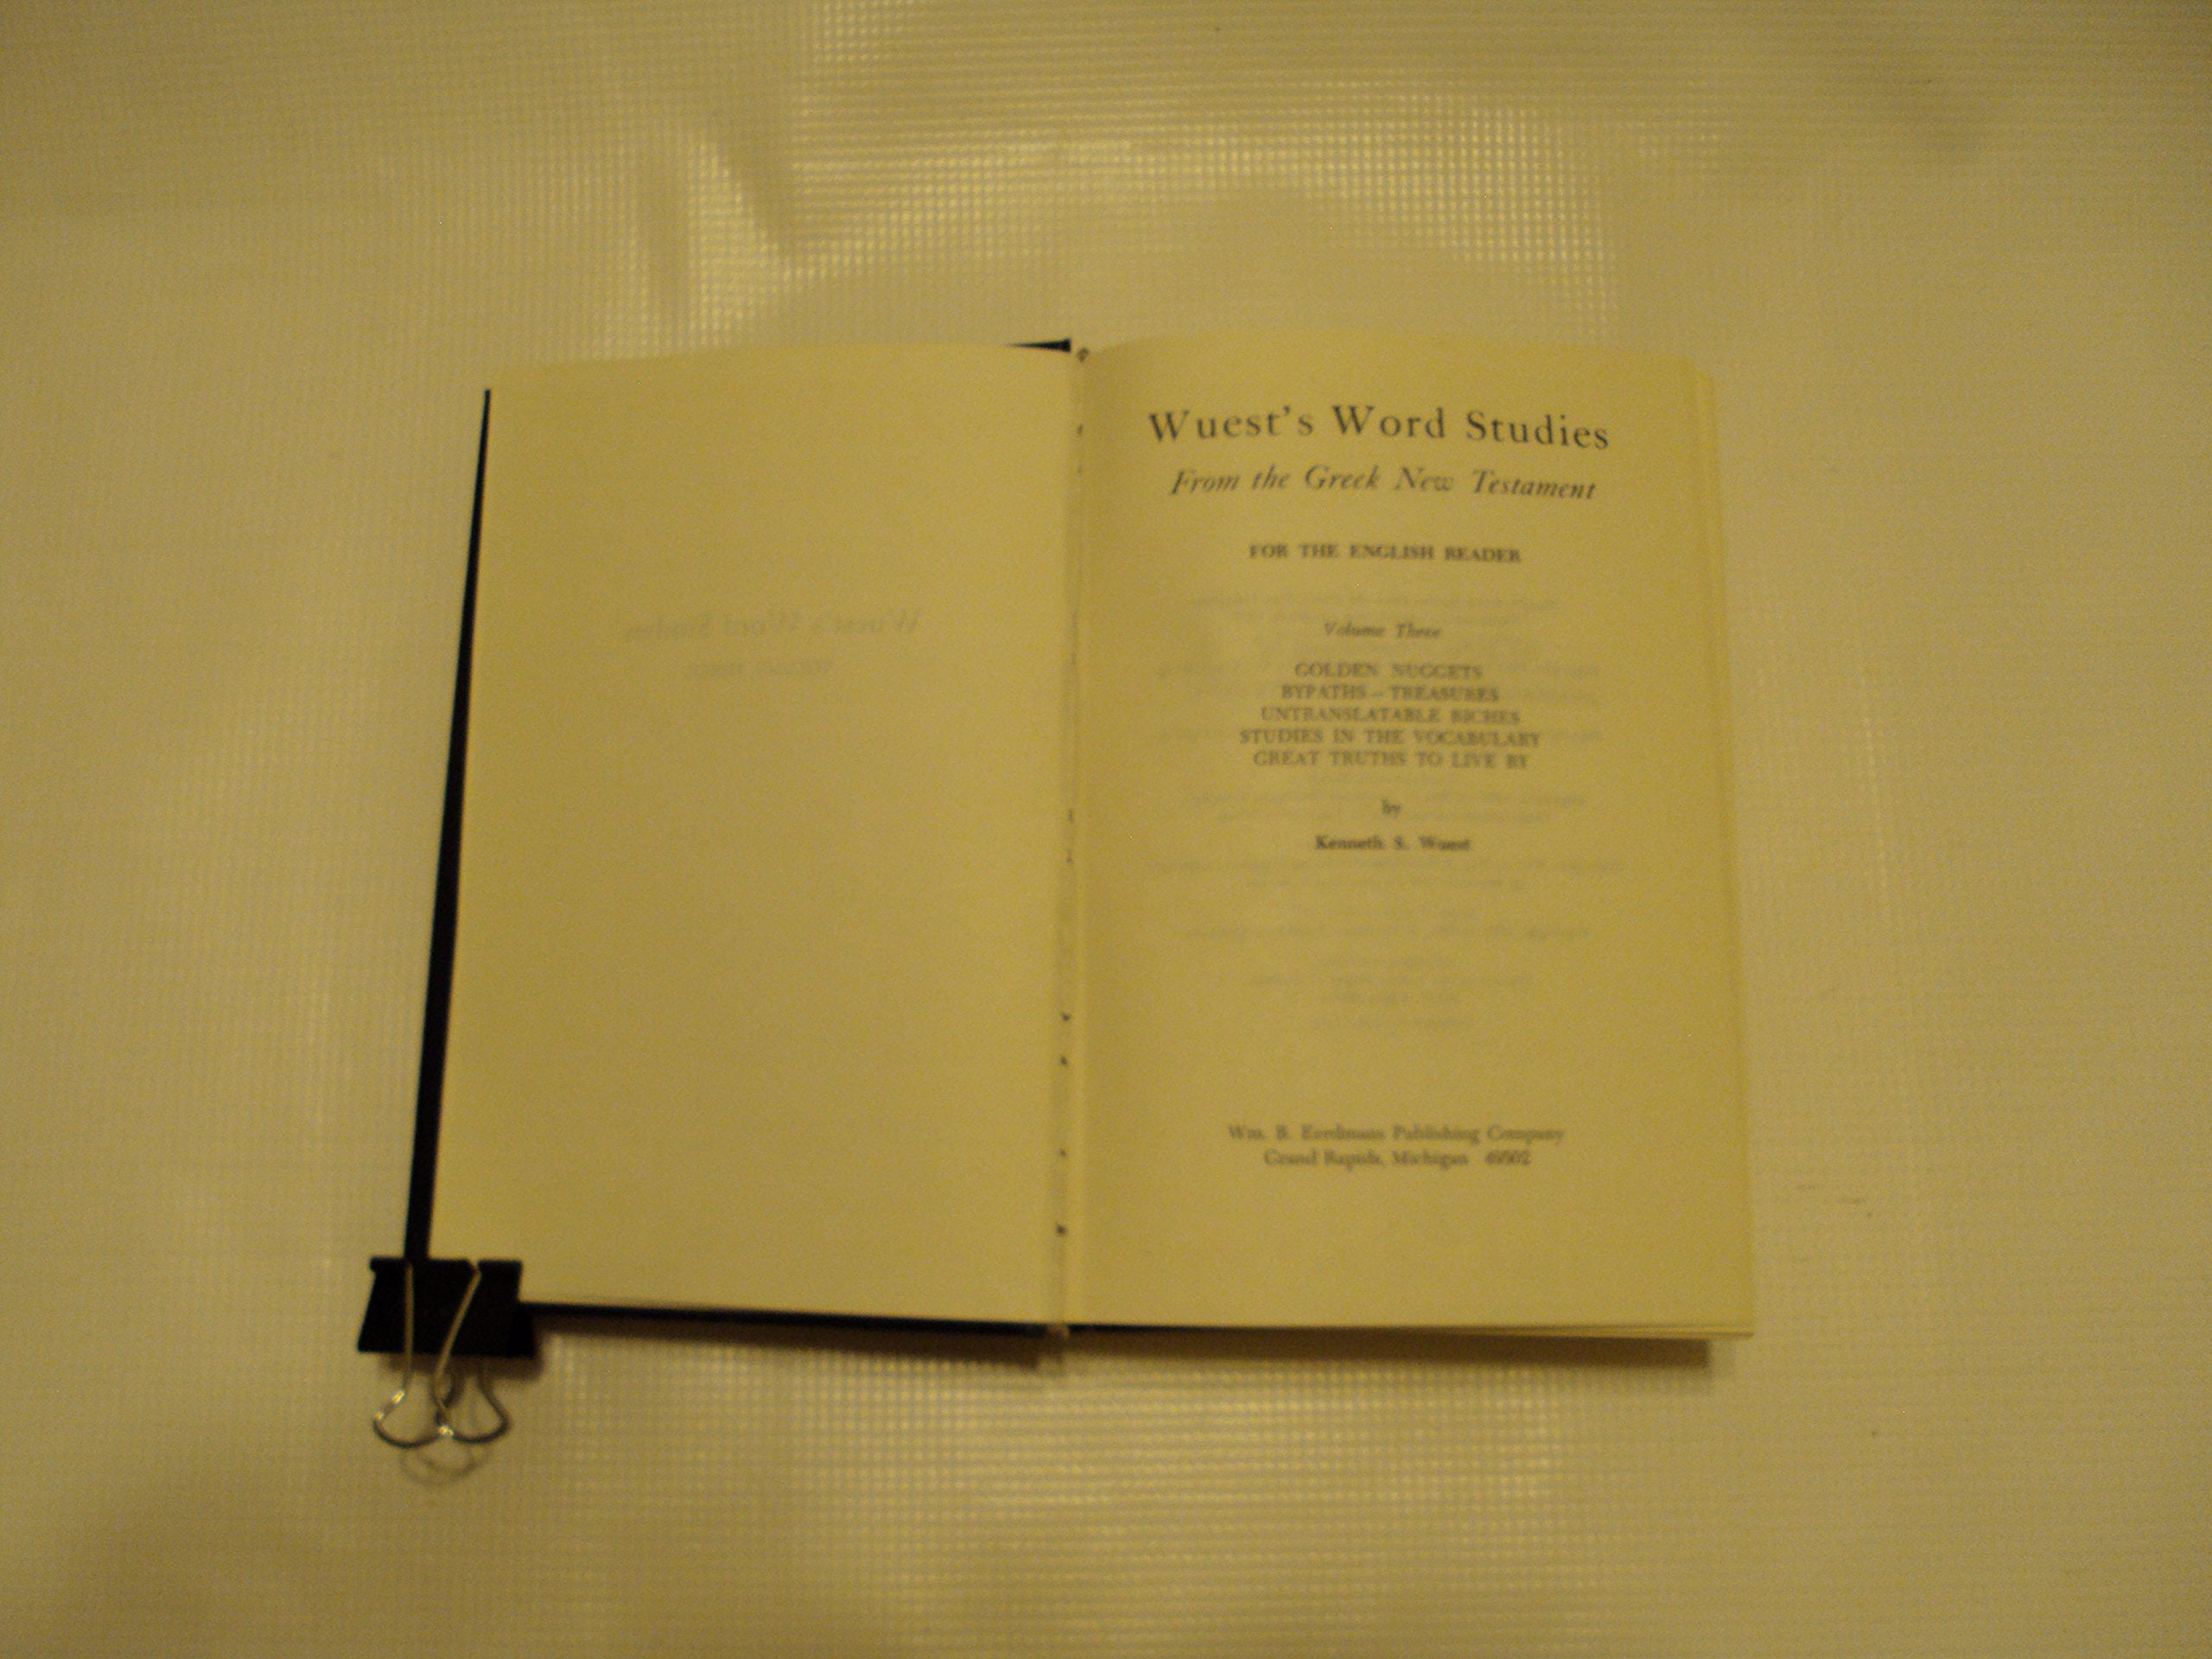 Wuest's Word Studies
From the Greek New Testament
FOR THE ENGLISH READER
Volume Three
GOLDEN NUGGETS
BYPATHS – TREASURES
UNTRANSLATABLE RICHES
STUDIES IN THE VOCABULARY
GREAT TRUTHS TO LIVE BY
by
Kenneth S. Wuest
Wm. B. Eerdmans Publishing Company
Grand Rapids, Michigan 49502